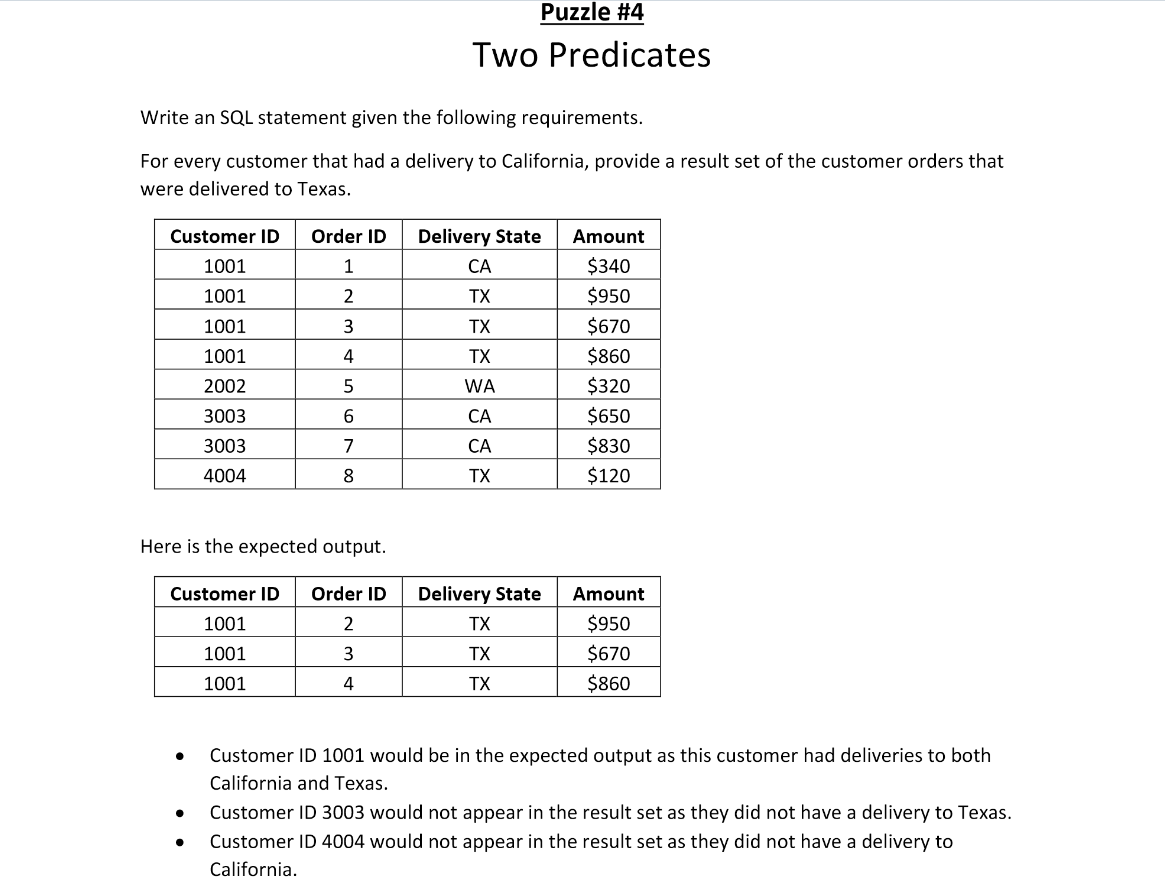 Puzzle #4
Two Predicates
Write an SQL statement given the following requirements.
For every customer that had a delivery to California, provide a result set of the customer orders that
were delivered to Texas.
Customer ID Order ID Delivery State Amount
1001 1 CA $340
1001 2 TX $950
1001 3 TX $670
1001 4 TX $860
2002 5 WA $320
3003 6 CA $650
3003 7 CA $830
4004 8 TX $120
Here is the expected output.
Customer ID Order ID Delivery State Amount
1001 2 TX $950
1001 3 TX $670
1001 4 TX $860
• Customer ID 1001 would be in the expected output as this customer had deliveries to both
California and Texas.
• Customer ID 3003 would not appear in the result set as they did not have a delivery to Texas.
• Customer ID 4004 would not appear in the result set as they did not have a delivery to
California.